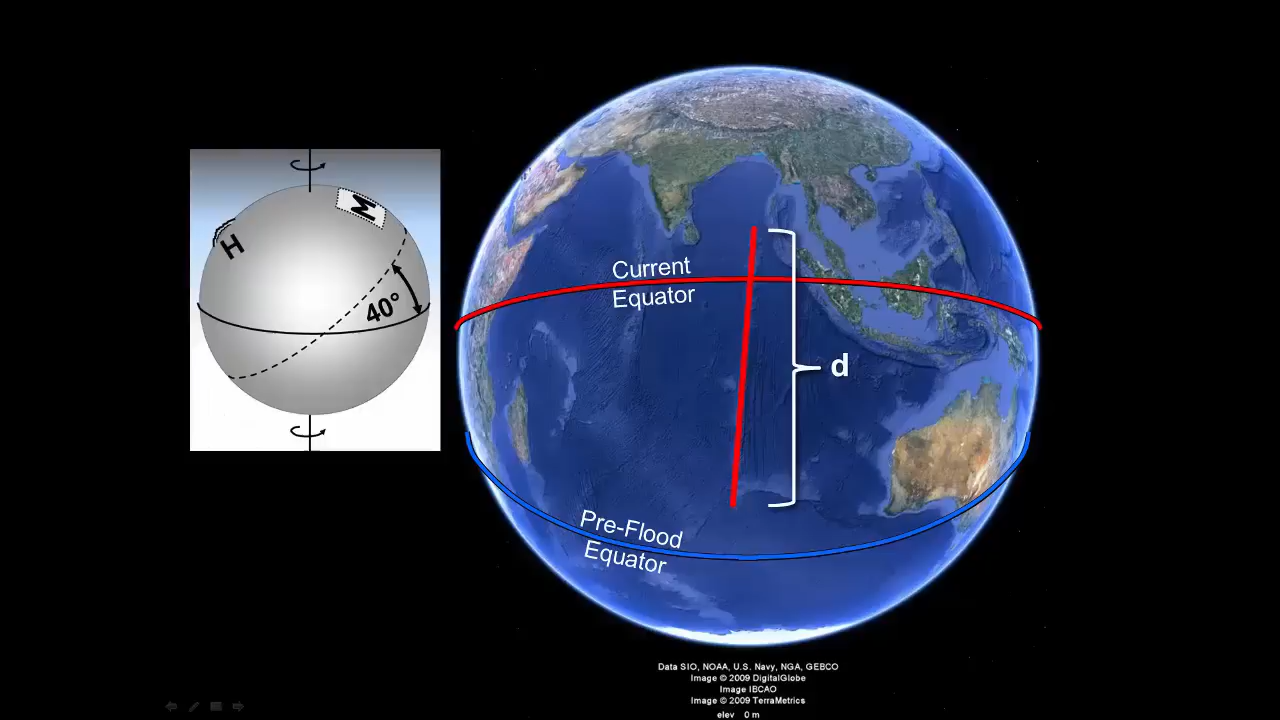 M
H
40°
Current
Equator
d
Pre-Flood
Equator
Data SIO, NOAA, U.S. Navy, NGA, GEBCO
Image © 2009 DigitalGlobe
Image IBCAO
Image © 2009 TerraMetrics
elev 0 m